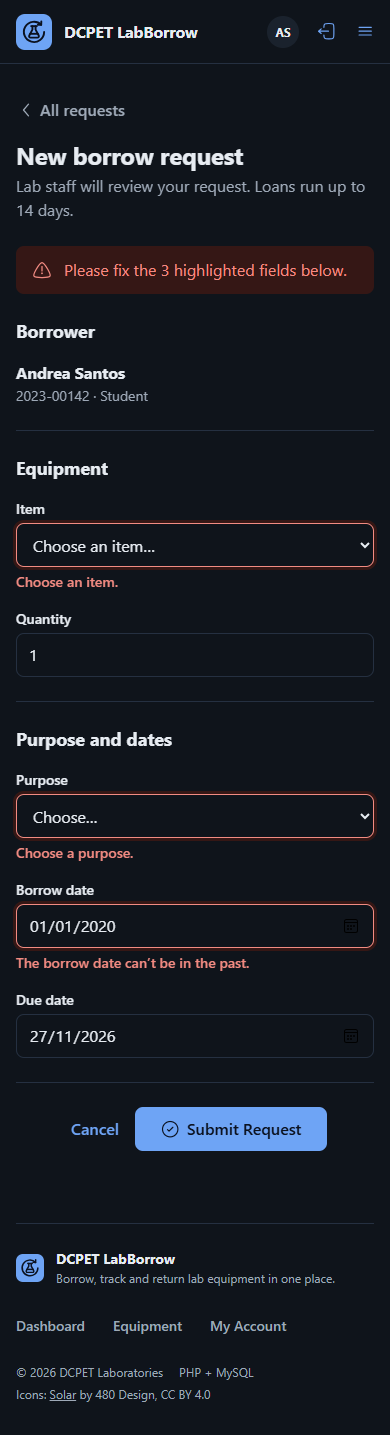 DCPET LabBorrow
AS
All requests
New borrow request
Lab staff will review your request. Loans run up to
14 days.
Please fix the 3 highlighted fields below.
Borrower
Andrea Santos
2023-00142 · Student
Equipment
Item
Choose an item...
Choose an item.
Quantity
1
Purpose and dates
Purpose
Choose...
Choose a purpose.
Borrow date
01/01/2020
The borrow date can’t be in the past.
Due date
27/11/2026
Cancel
Submit Request
DCPET LabBorrow
Borrow, track and return lab equipment in one place.
Dashboard
Equipment
My Account
© 2026 DCPET Laboratories
PHP + MySQL
Icons: Solar by 480 Design, CC BY 4.0